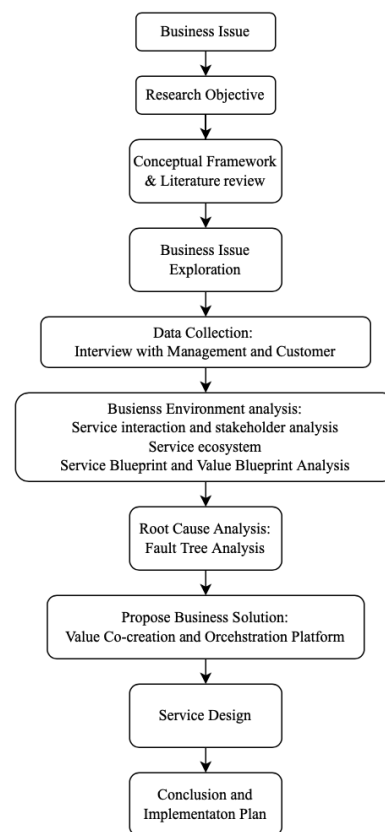 Business Issue
Research Objective
Conceptual Framework
& Literature review
Business Issue
Exploration
Data Collection:
Interview with Management and Customer
Busienss Environment analysis:
Service interaction and stakeholder analysis
Service ecosystem
Service Blueprint and Value Blueprint Analysis
Root Cause Analysis:
Fault Tree Analysis
Propose Business Solution:
Value Co-creation and Orcehstration Platform
Service Design
Conclusion and
Implementaton Plan